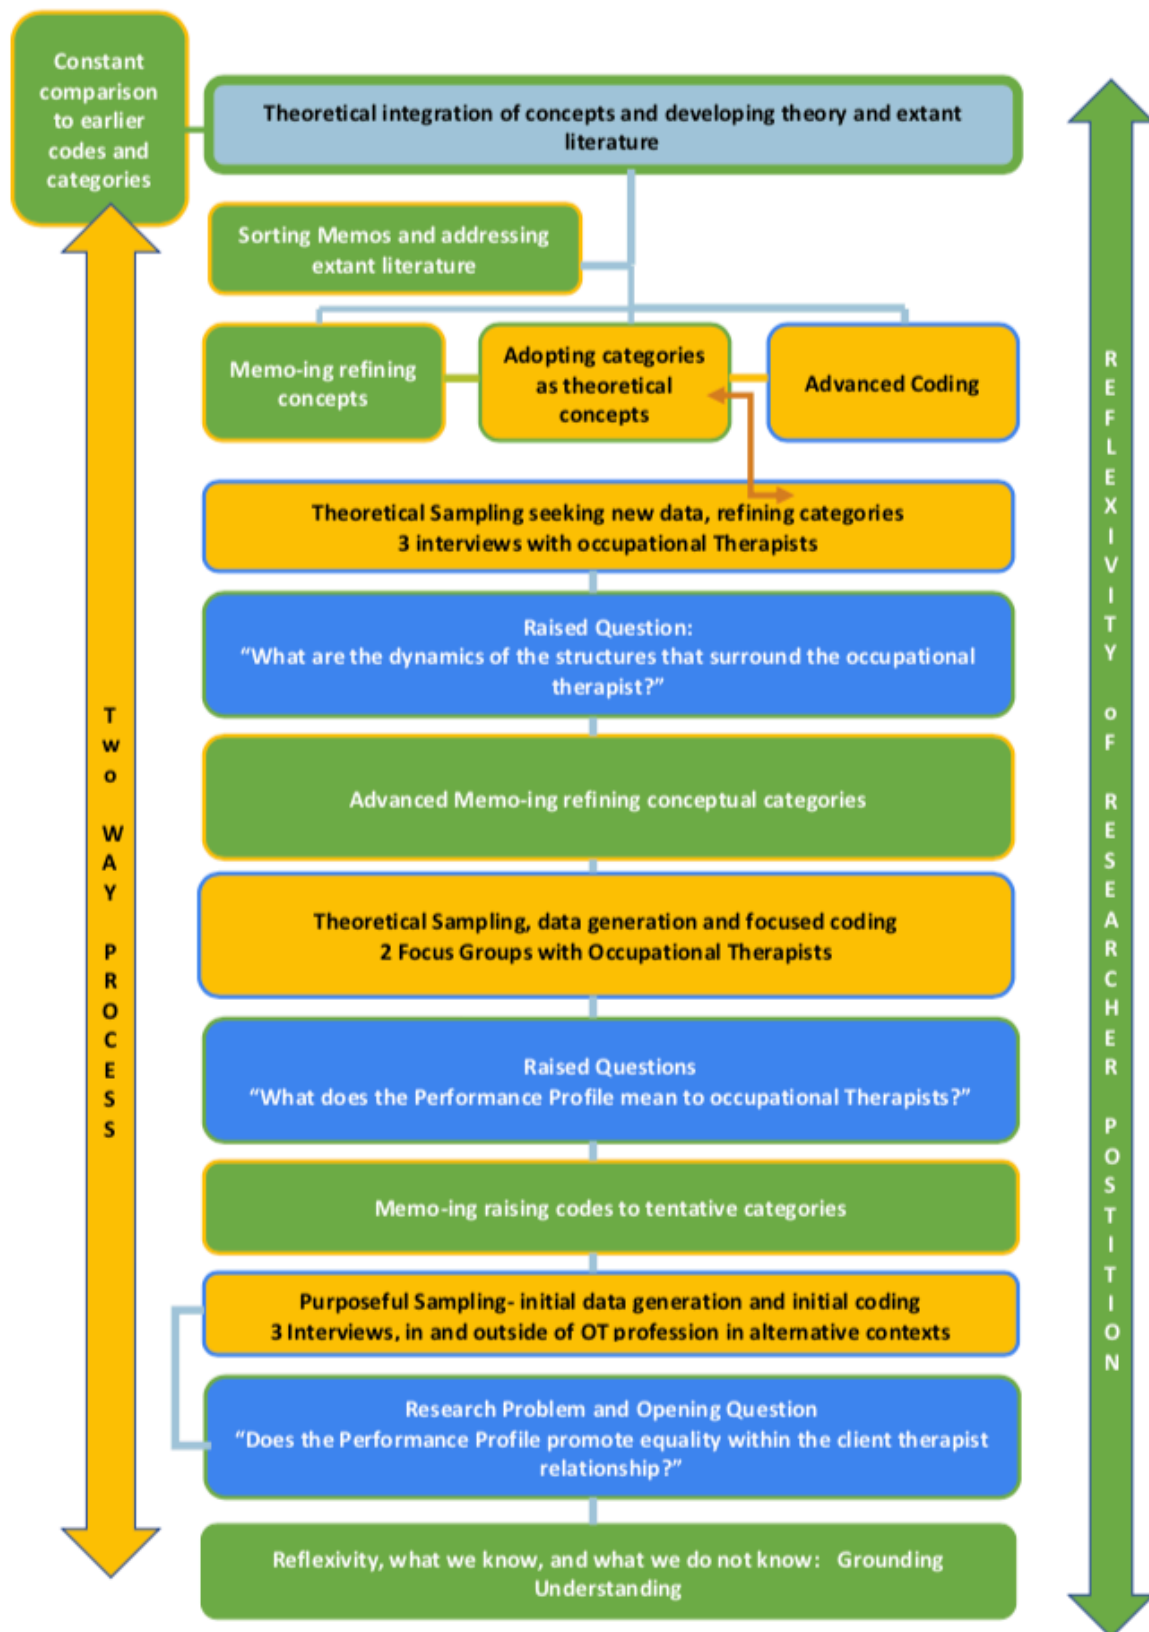 Constant
comparison
to earlier
codes and
categories
Theoretical integration of concepts and developing theory and extant
literature
Sorting Memos and addressing
extant literature
Memo-ing refining
concepts
Adopting categories
as theoretical
concepts
Advanced Coding
Theoretical Sampling seeking new data, refining categories
3 interviews with occupational Therapists
Raised Question:
“What are the dynamics of the structures that surround the occupational
therapist?”
Advanced Memo-ing refining conceptual categories
Theoretical Sampling, data generation and focused coding
2 Focus Groups with Occupational Therapists
Raised Questions
“What does the Performance Profile mean to occupational Therapists?”
Memo-ing raising codes to tentative categories
Purposeful Sampling- initial data generation and initial coding
3 Interviews, in and outside of OT profession in alternative contexts
Research Problem and Opening Question
“Does the Performance Profile promote equality within the client therapist
relationship?”
Reflexivity, what we know, and what we do not know: Grounding
Understanding
Two WAY PROCESS
REFLEXIVITY oF RESEARCHER POSTITION